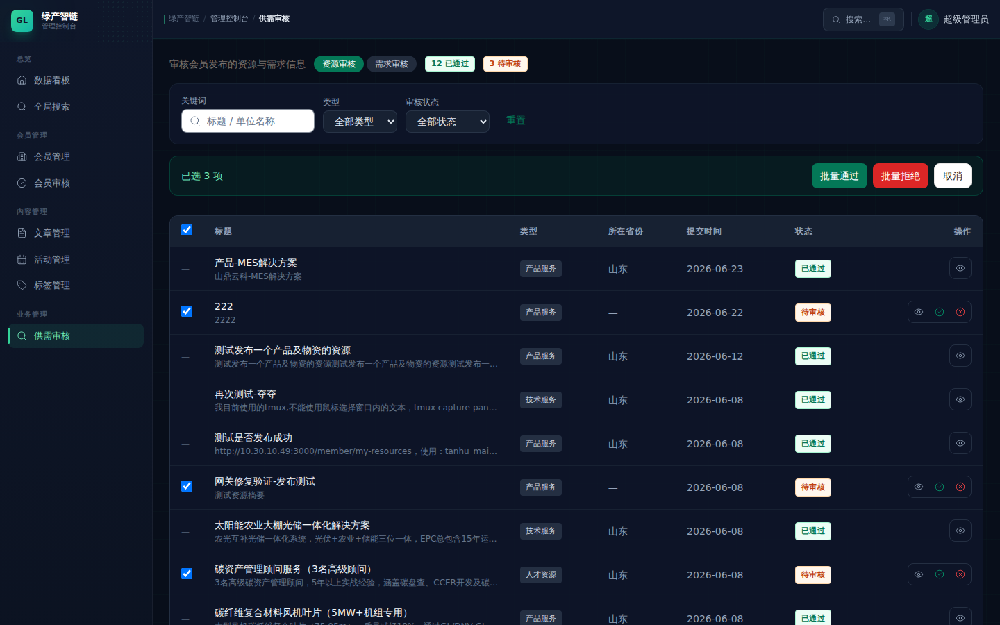 GL
绿产智链
管理控制台
总览
数据看板
全局搜索
会员管理
会员管理
会员审核
内容管理
文章管理
活动管理
标签管理
业务管理
供需审核
绿产智链 / 管理控制台 / 供需审核
搜索... ⌘K
超 超级管理员
审核会员发布的资源与需求信息 资源审核 需求审核 12 已通过 3 待审核
关键词 类型 审核状态
标题 / 单位名称 全部类型 全部状态 重置
已选 3 项 批量通过 批量拒绝 取消
标题 类型 所在省份 提交时间 状态 操作
— 产品-MES解决方案 产品服务 山东 2026-06-23 已通过
山鼎云科-MES解决方案
222 产品服务 — 2026-06-22 待审核
2222
— 测试发布一个产品及物资的资源 产品服务 山东 2026-06-12 已通过
测试发布一个产品及物资的资源测试发布一个产品及物资的资源测试发布一…
— 再次测试-夺夺 技术服务 山东 2026-06-08 已通过
我目前使用的tmux,不能使用鼠标选择窗口内的文本，tmux capture-pan…
— 测试是否发布成功 产品服务 山东 2026-06-08 已通过
http://10.30.10.49:3000/member/my-resources，使用：tanhu_mai…
网关修复验证-发布测试 产品服务 — 2026-06-08 待审核
测试资源摘要
— 太阳能农业大棚光储一体化解决方案 技术服务 山东 2026-06-08 已通过
农光互补光储一体化系统，光伏+农业+储能三位一体，EPC总包含15年运…
碳资产管理顾问服务（3名高级顾问） 人才资源 山东 2026-06-08 待审核
3名高级碳资产管理顾问，5年以上实战经验，涵盖碳盘查、CCER开发及碳…
— 碳纤维复合材料风机叶片（5MW+机组专用） 产品服务 山东 2026-06-08 已通过